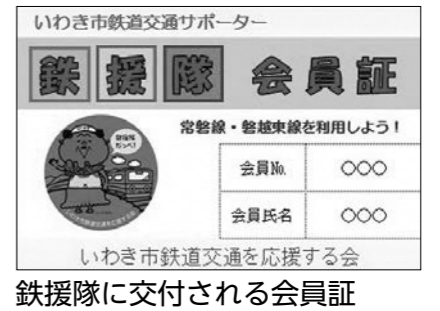 いわき市鉄道交通サポーター
鉄援隊 会員証
常磐線・磐越東線を利用しよう!
会員No. ○○○
会員氏名 ○○○
いわき市鉄道交通を応援する会
鉄援隊に交付される会員証